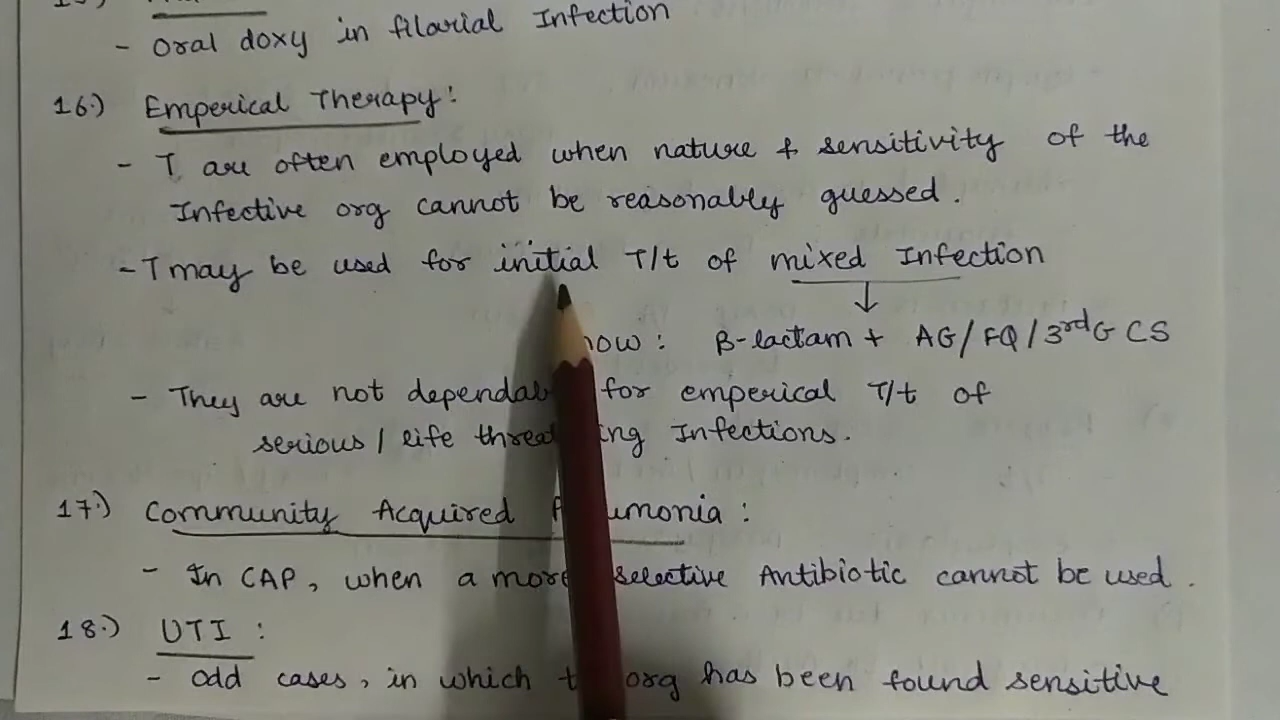 - Oral doxy in filarial Infection
16.) Emperical Therapy:
- T are often employed when nature & sensitivity of the
Infective org cannot be reasonably guessed.
- T may be used for initial T/t of mixed Infection
↓
now: β-lactam + AG/FQ/3rdG CS
- They are not for emperical T/t of
serious / life Infections.
17.) Community Acquired
:
- In CAP, when a more selective Antibiotic cannot be used.
18.) UTI :
- odd cases, in which org has been found sensitive